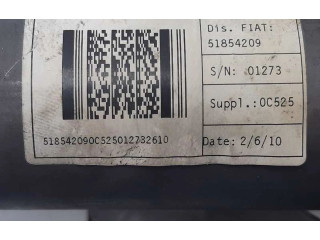 Dis. FIAT:
51854209
S/N: 01273
Suppl.:0C525
518542090C525012732610
Date: 2/6/10